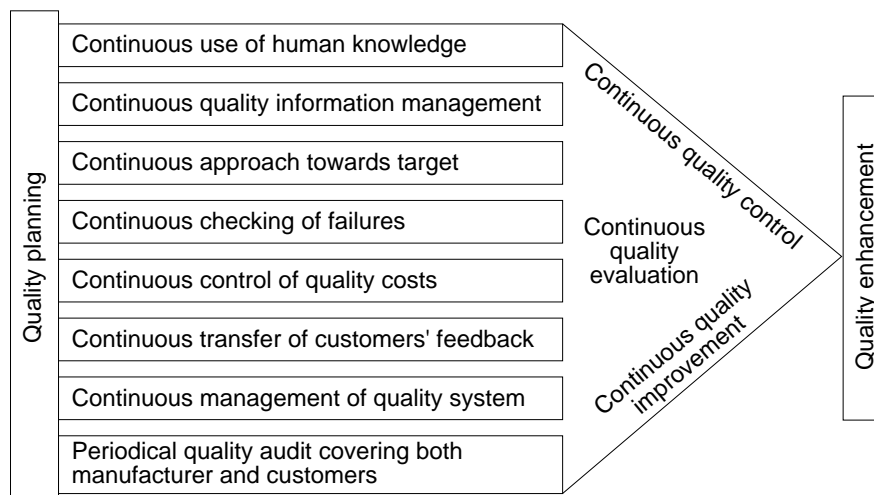 Quality planning
Continuous use of human knowledge
Continuous quality information management
Continuous approach towards target
Continuous checking of failures
Continuous control of quality costs
Continuous transfer of customers' feedback
Continuous management of quality system
Periodical quality audit covering both
manufacturer and customers
Continuous quality control
Continuous
quality
evaluation
Continuous quality
improvement
Quality enhancement